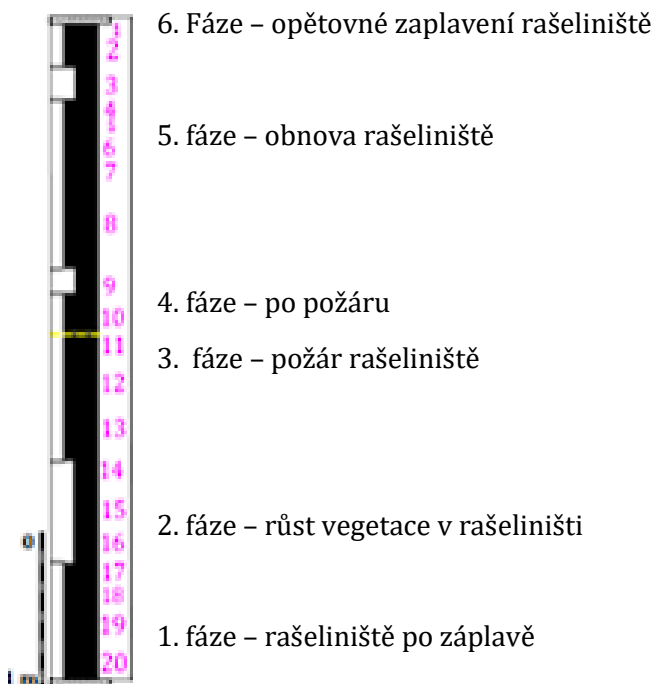 6. Fáze – opětovné zaplavení rašeliniště
1
2
3
4
5. fáze – obnova rašeliniště
6
7
8
9
4. fáze – po požáru
10
11
3. fáze – požár rašeliniště
12
13
14
15
2. fáze – růst vegetace v rašeliništi
0
16
17
18
19
1. fáze – rašeliniště po záplavě
20
m